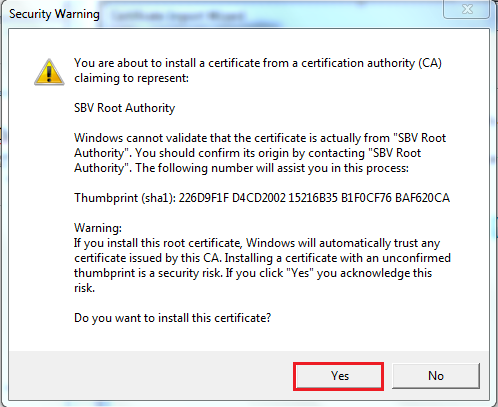 Security Warning
You are about to install a certificate from a certification authority (CA)
claiming to represent:
SBV Root Authority
Windows cannot validate that the certificate is actually from "SBV Root
Authority". You should confirm its origin by contacting "SBV Root
Authority". The following number will assist you in this process:
Thumbprint (sha1): 226D9F1F D4CD2002 15216B35 B1F0CF76 BAF620CA
Warning:
If you install this root certificate, Windows will automatically trust any
certificate issued by this CA. Installing a certificate with an unconfirmed
thumbprint is a security risk. If you click "Yes" you acknowledge this
risk.
Do you want to install this certificate?
Yes
No